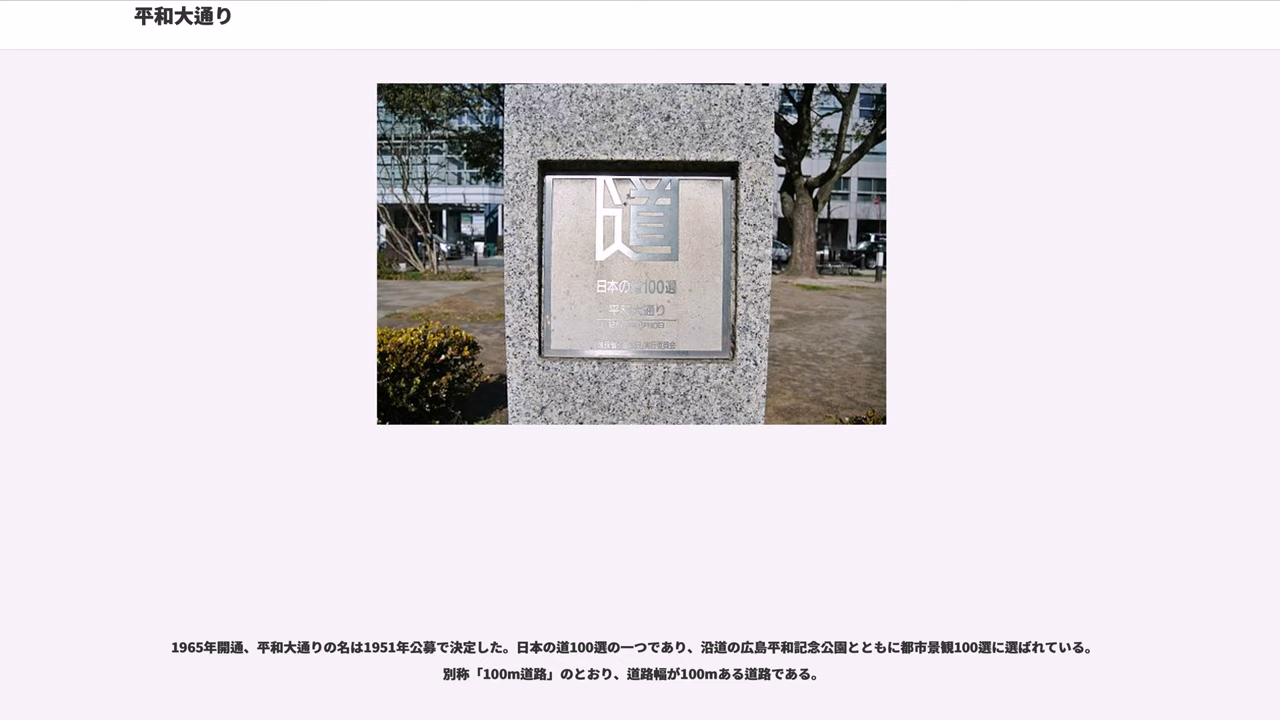 平和大通り
道
日本の道100選
平和大通り
1965年開通、平和大通りの名は1951年公募で決定した。日本の道100選の一つであり、沿道の広島平和記念公園とともに都市景観100選に選ばれている。
別称「100m道路」のとおり、道路幅が100mある道路である。